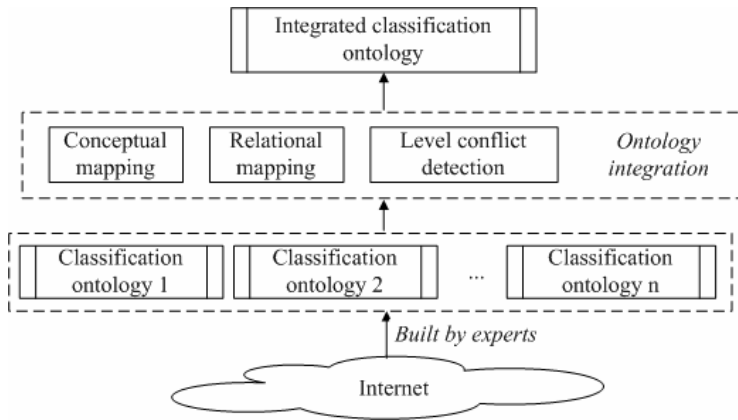 Integrated classification
ontology
Conceptual
mapping
Relational
mapping
Level conflict
detection
Ontology
integration
Classification
ontology 1
Classification
ontology 2
...
Classification
ontology n
Built by experts
Internet